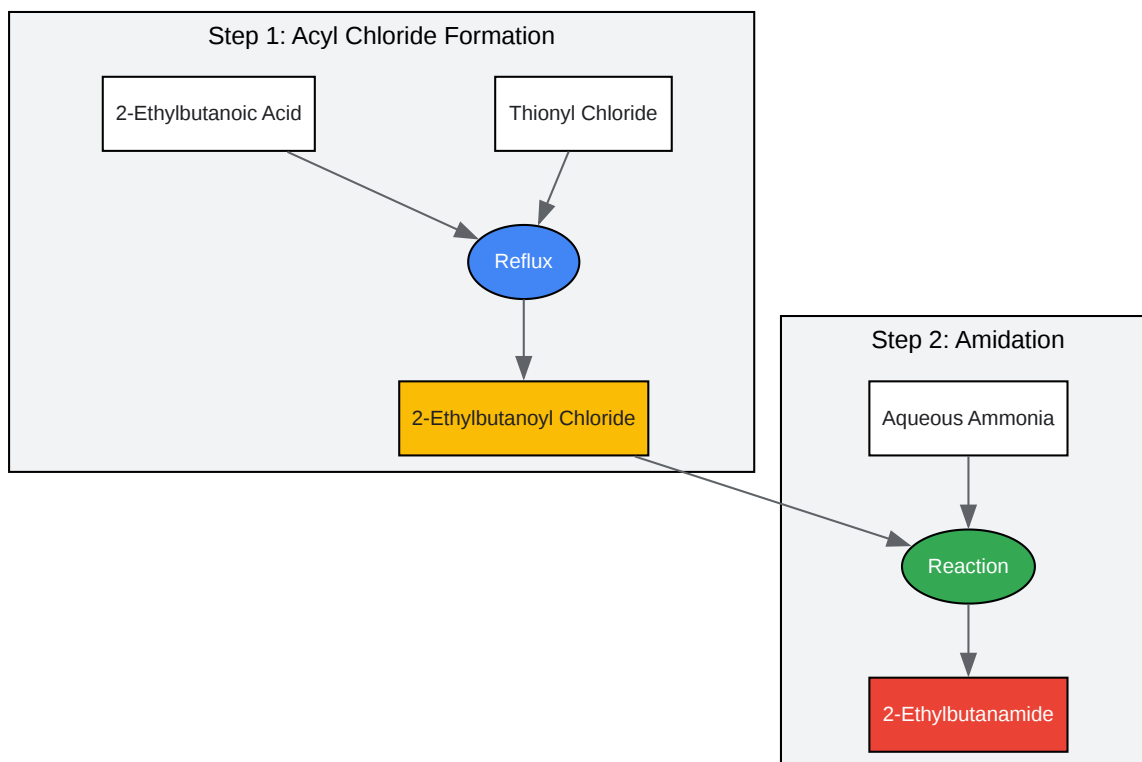 Step 1: Acyl Chloride Formation
2-Ethylbutanoic Acid
Thionyl Chloride
Reflux
2-Ethylbutanoyl Chloride
Step 2: Amidation
Aqueous Ammonia
Reaction
2-Ethylbutanamide